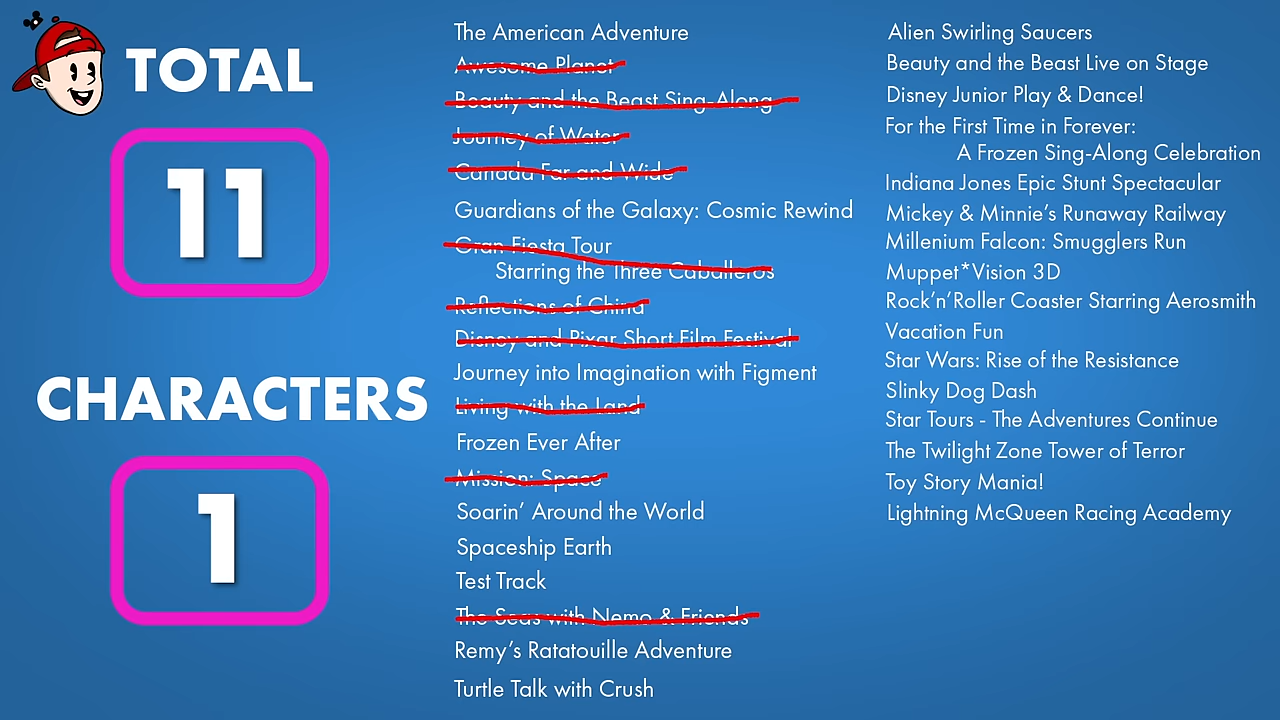 TOTAL
11
CHARACTERS
1
The American Adventure
Awesome Planet
Beauty and the Beast Sing-Along
Journey of Water
Canada Far and Wide
Guardians of the Galaxy: Cosmic Rewind
Gran Fiesta Tour
Starring the Three Caballeros
Reflections of China
Disney and Pixar Short Film Festival
Journey into Imagination with Figment
Living with the Land
Frozen Ever After
Mission: Space
Soarin' Around the World
Spaceship Earth
Test Track
The Seas with Nemo & Friends
Remy's Ratatouille Adventure
Turtle Talk with Crush
Alien Swirling Saucers
Beauty and the Beast Live on Stage
Disney Junior Play & Dance!
For the First Time in Forever:
A Frozen Sing-Along Celebration
Indiana Jones Epic Stunt Spectacular
Mickey & Minnie's Runaway Railway
Millenium Falcon: Smugglers Run
Muppet*Vision 3D
Rock'n'Roller Coaster Starring Aerosmith
Vacation Fun
Star Wars: Rise of the Resistance
Slinky Dog Dash
Star Tours - The Adventures Continue
The Twilight Zone Tower of Terror
Toy Story Mania!
Lightning McQueen Racing Academy